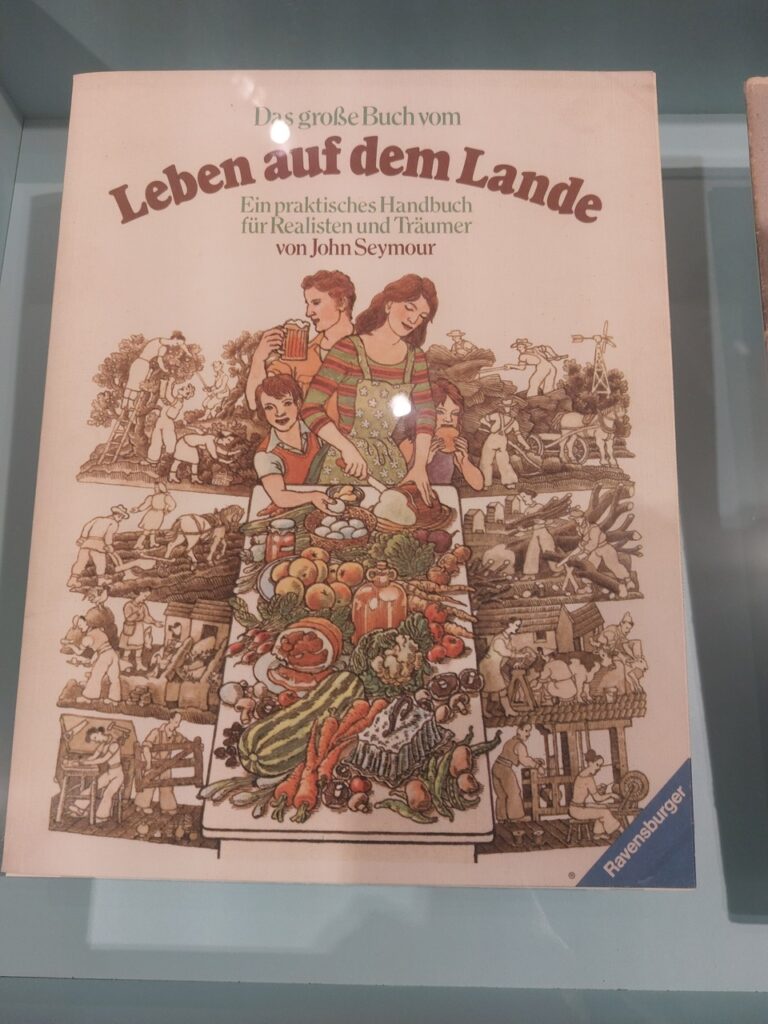 Das große Buch vom
Leben auf dem Lande
Ein praktisches Handbuch
für Realisten und Träumer
von John Seymour
Ravensburger
®